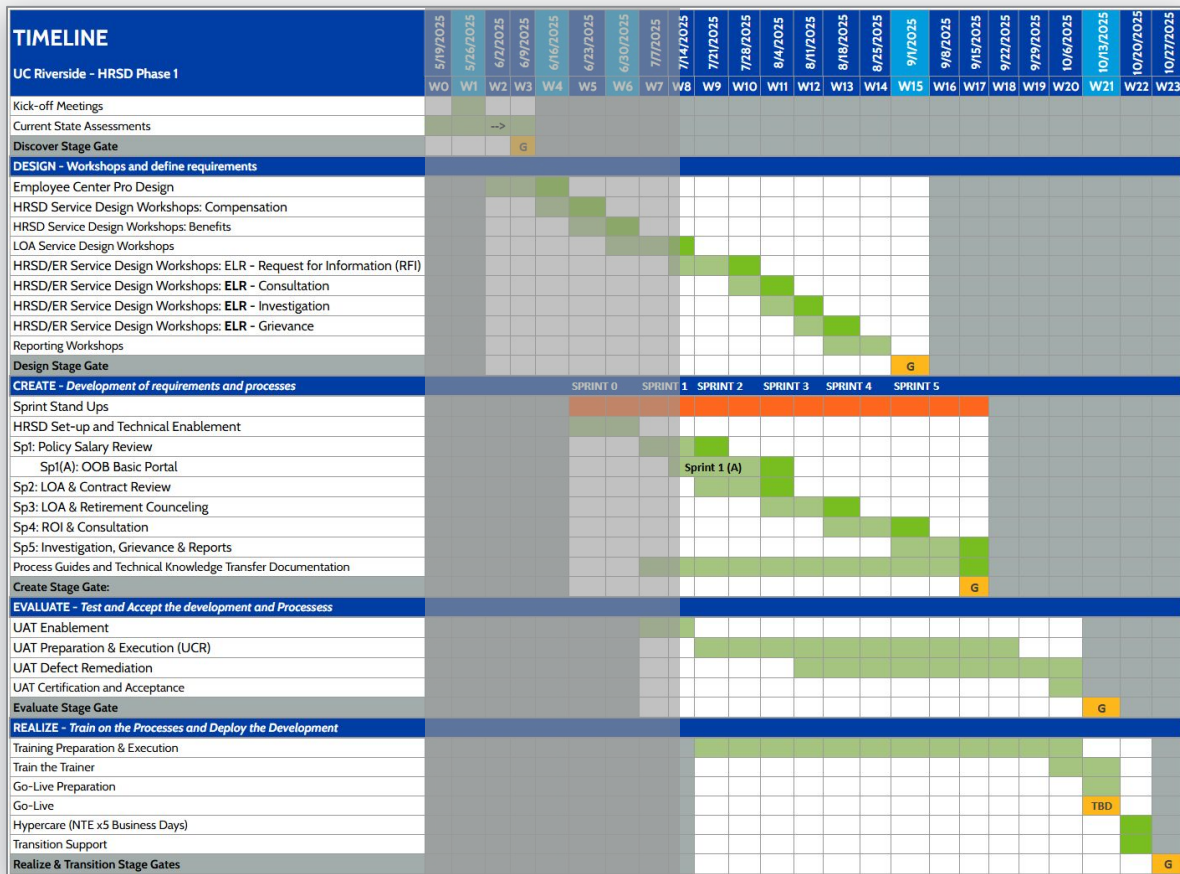 TIMELINE
UC Riverside - HRSD Phase 1
5/19/2025 5/26/2025 6/2/2025 6/9/2025 6/16/2025 6/23/2025 6/30/2025 7/7/2025 7/14/2025 7/21/2025 7/28/2025 8/4/2025 8/11/2025 8/18/2025 8/25/2025 9/1/2025 9/8/2025 9/15/2025 9/22/2025 9/29/2025 10/6/2025 10/13/2025 10/20/2025 10/27/2025
W0 W1 W2 W3 W4 W5 W6 W7 W8 W9 W10 W11 W12 W13 W14 W15 W16 W17 W18 W19 W20 W21 W22 W23
Kick-off Meetings
Current State Assessments -->
Discover Stage Gate G
DESIGN - Workshops and define requirements
Employee Center Pro Design
HRSD Service Design Workshops: Compensation
HRSD Service Design Workshops: Benefits
LOA Service Design Workshops
HRSD/ER Service Design Workshops: ELR - Request for Information (RFI)
HRSD/ER Service Design Workshops: ELR - Consultation
HRSD/ER Service Design Workshops: ELR - Investigation
HRSD/ER Service Design Workshops: ELR - Grievance
Reporting Workshops
Design Stage Gate G
CREATE - Development of requirements and processes SPRINT 0 SPRINT 1 SPRINT 2 SPRINT 3 SPRINT 4 SPRINT 5
Sprint Stand Ups
HRSD Set-up and Technical Enablement
Sp1: Policy Salary Review
Sp1(A): OOB Basic Portal Sprint 1 (A)
Sp2: LOA & Contract Review
Sp3: LOA & Retirement Counceling
Sp4: ROI & Consultation
Sp5: Investigation, Grievance & Reports
Process Guides and Technical Knowledge Transfer Documentation
Create Stage Gate: G
EVALUATE - Test and Accept the development and Processess
UAT Enablement
UAT Preparation & Execution (UCR)
UAT Defect Remediation
UAT Certification and Acceptance
Evaluate Stage Gate G
REALIZE - Train on the Processes and Deploy the Development
Training Preparation & Execution
Train the Trainer
Go-Live Preparation
Go-Live TBD
Hypercare (NTE x5 Business Days)
Transition Support
Realize & Transition Stage Gates G